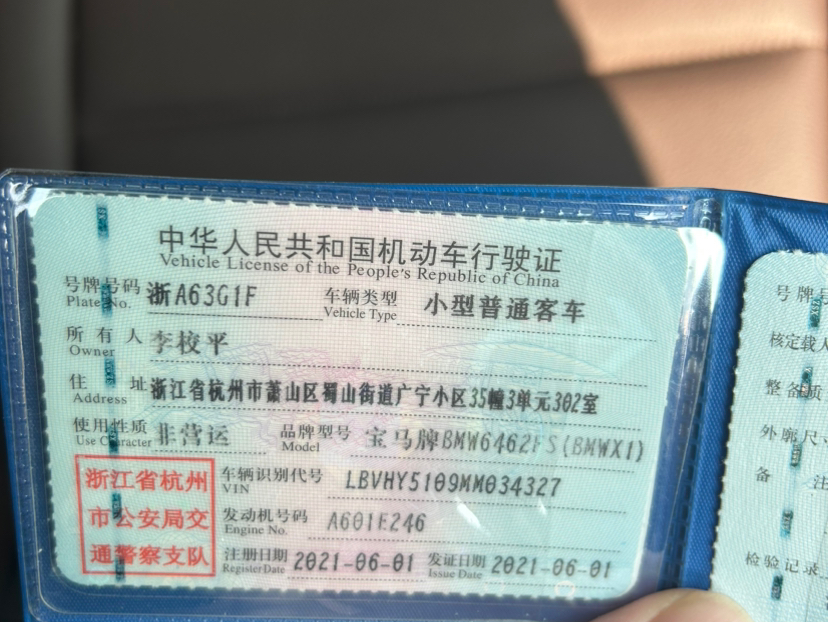 中华人民共和国机动车行驶证
Vehicle License of the People's Republic of China
号牌号码 浙A63G1F 车辆类型 小型普通客车
Plate No. Vehicle Type
所有人 李校平
Owner
住址 浙江省杭州市萧山区蜀山街道广宁小区35幢3单元302室
Address
使用性质 非营运 品牌型号 宝马牌BMW6462FS(BMWX1)
Use Character Model
浙江省杭州
市公安局交
通警察支队
车辆识别代号 LBVHY5109MM034327
VIN
发动机号码 A601E246
Engine No.
注册日期 2021-06-01 发证日期 2021-06-01
Register Date Issue Date
号牌号
核定载人
整备质
外廓尺寸
备注
检验记录